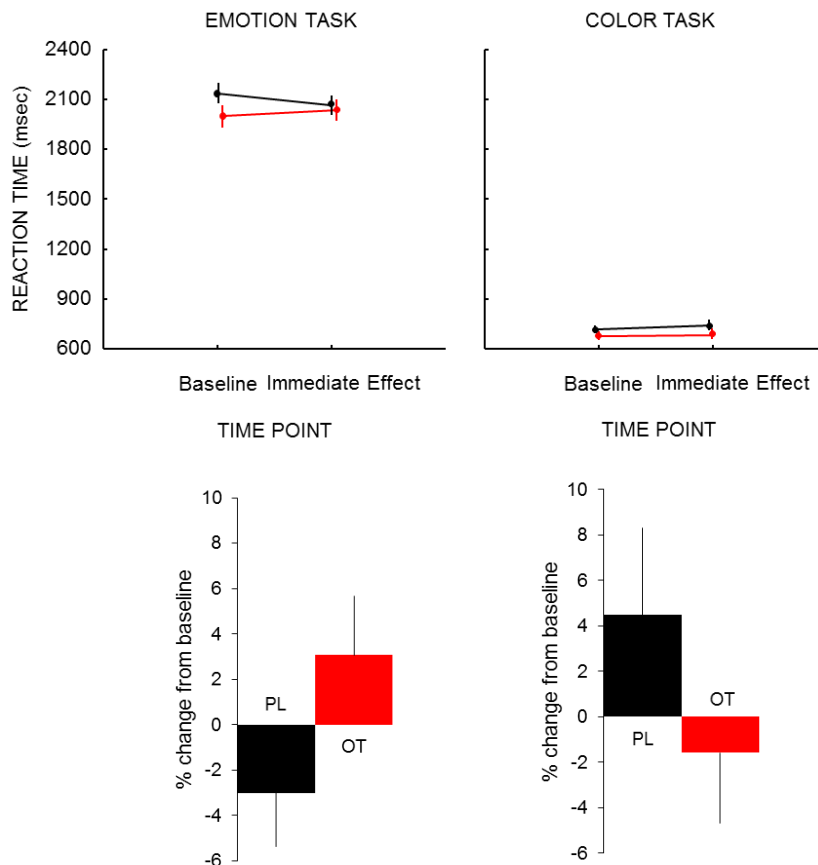 EMOTION TASK
COLOR TASK
REACTION TIME (msec)
2400
2100
1800
1500
1200
900
600
Baseline Immediate Effect
Baseline Immediate Effect
TIME POINT
TIME POINT
% change from baseline
10
8
6
4
2
0
-2
-4
-6
PL
OT
% change from baseline
10
8
6
4
2
0
-2
-4
-6
OT
PL